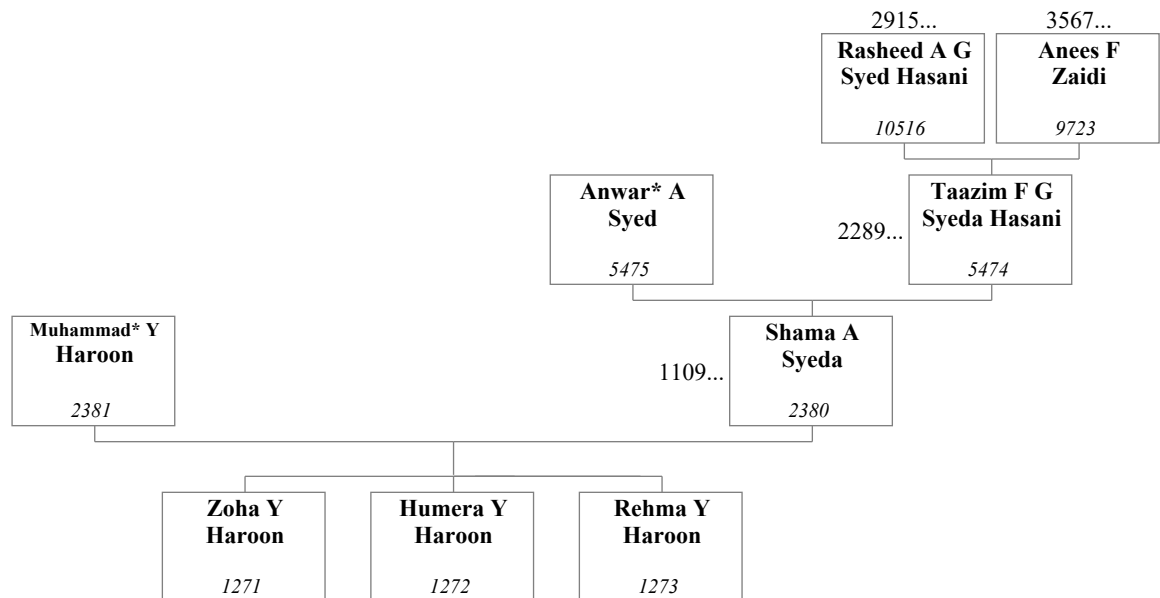 2915...
3567...
Rasheed A G
Syed Hasani
10516
Anees F
Zaidi
9723
Anwar* A
Syed
5475
2289...
Taazim F G
Syeda Hasani
5474
Muhammad* Y
Haroon
2381
1109...
Shama A
Syeda
2380
Zoha Y
Haroon
1271
Humera Y
Haroon
1272
Rehma Y
Haroon
1273